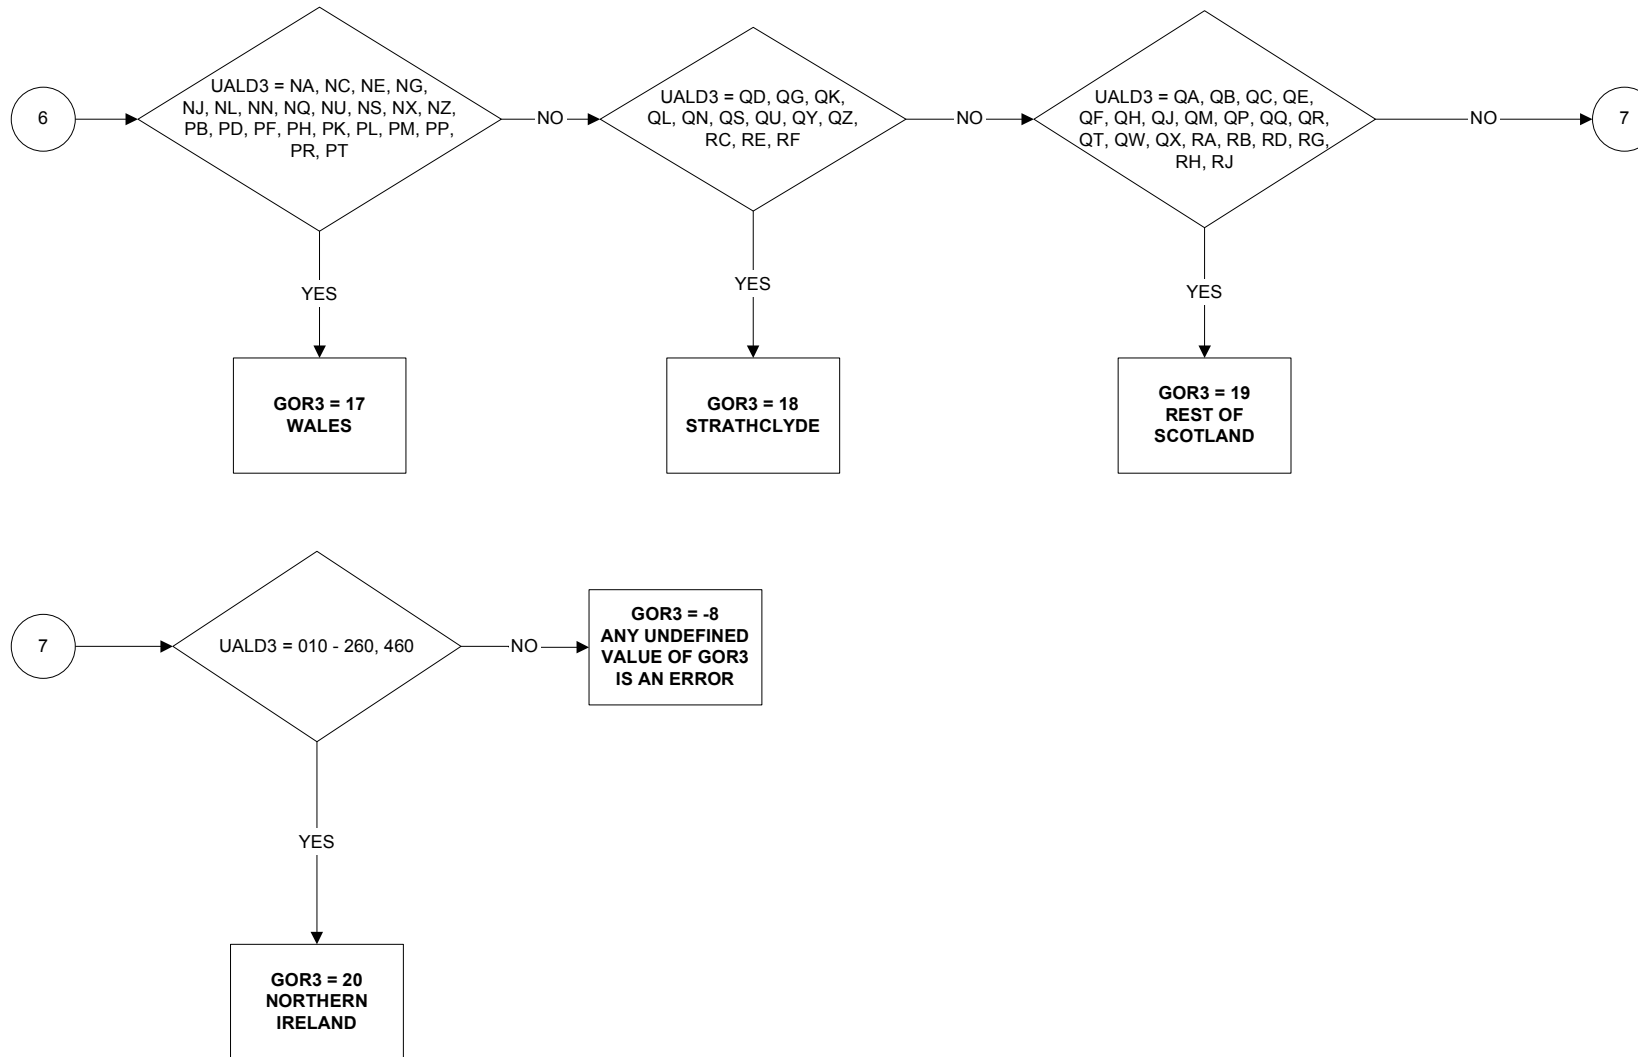 6
UALD3 = NA, NC, NE, NG,
NJ, NL, NN, NQ, NU, NS, NX, NZ,
PB, PD, PF, PH, PK, PL, PM, PP,
PR, PT
NO
UALD3 = QD, QG, QK,
QL, QN, QS, QU, QY, QZ,
RC, RE, RF
NO
UALD3 = QA, QB, QC, QE,
QF, QH, QJ, QM, QP, QQ, QR,
QT, QW, QX, RA, RB, RD, RG,
RH, RJ
NO
7
YES
YES
YES
GOR3 = 17
WALES
GOR3 = 18
STRATHCLYDE
GOR3 = 19
REST OF
SCOTLAND
7
UALD3 = 010 - 260, 460
NO
GOR3 = -8
ANY UNDEFINED
VALUE OF GOR3
IS AN ERROR
YES
GOR3 = 20
NORTHERN
IRELAND